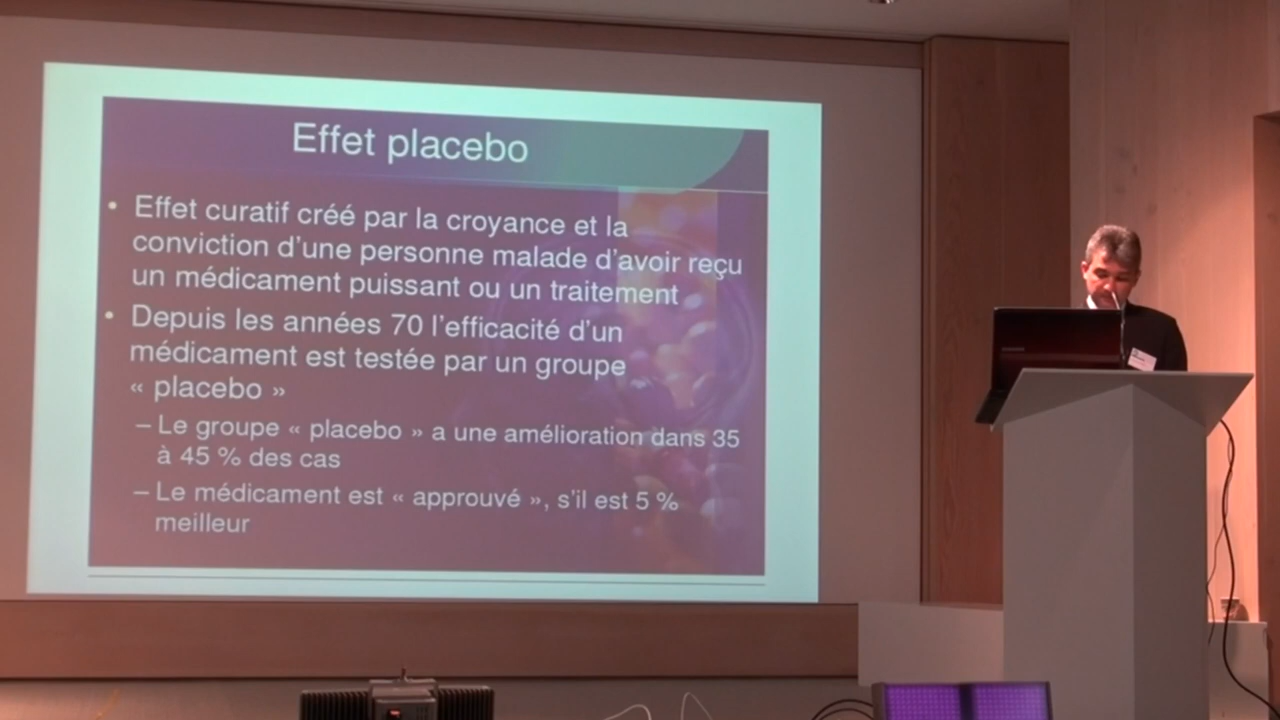 Effet placebo
• Effet curatif créé par la croyance et la
conviction d'une personne malade d'avoir reçu
un médicament puissant ou un traitement
• Depuis les années 70 l'efficacité d'un
médicament est testée par un groupe
« placebo »
– Le groupe « placebo » a une amélioration dans 35
à 45 % des cas
– Le médicament est « approuvé », s'il est 5 %
meilleur